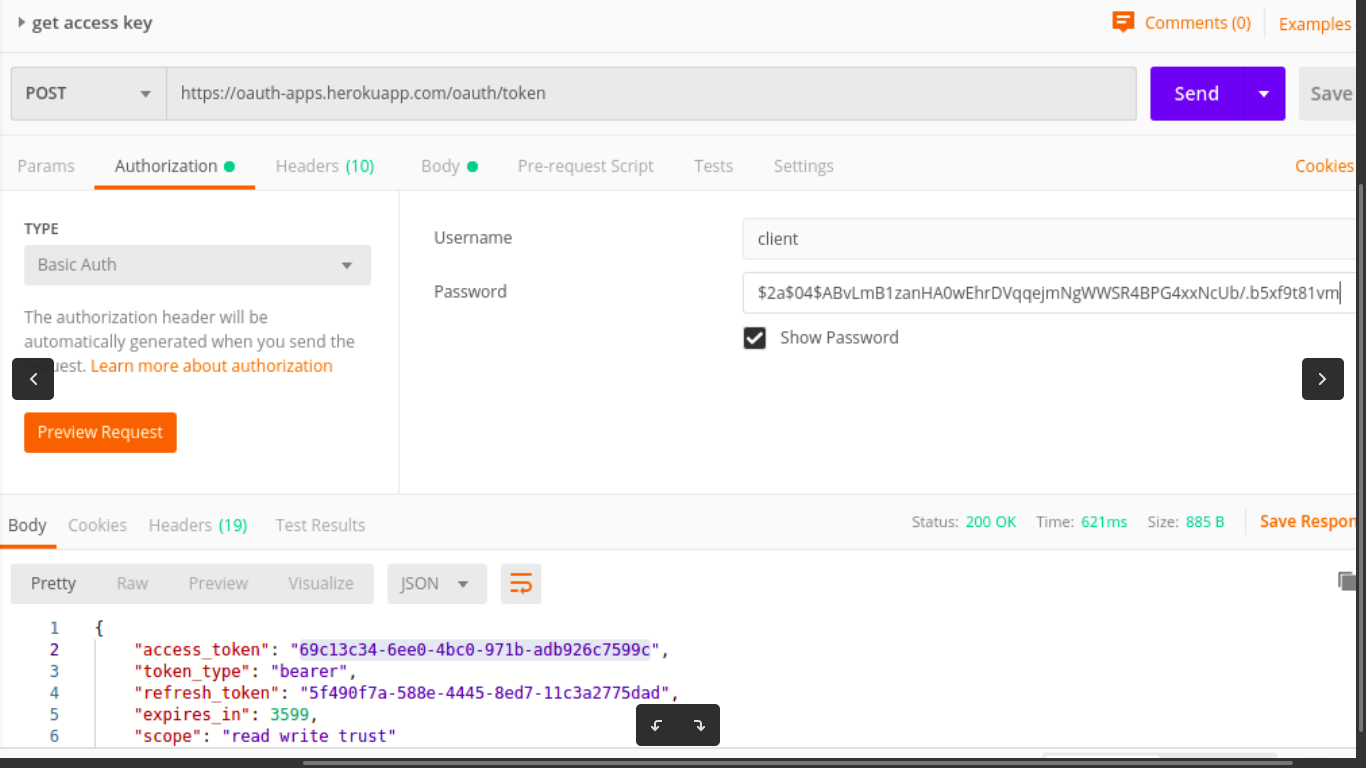 get access key
Comments (0)
Examples
POST
https://oauth-apps.herokuapp.com/oauth/token
Send
Save
Params
Authorization
Headers (10)
Body
Pre-request Script
Tests
Settings
Cookies
TYPE
Basic Auth
The authorization header will be
automatically generated when you send the
request. Learn more about authorization
Preview Request
Username
client
Password
$2a$04$ABvLmB1zanHA0wEhrDVqqejmNgWWSR4BPG4xxNcUb/.b5xf9t81vm
Show Password
Body
Cookies
Headers (19)
Test Results
Status: 200 OK
Time: 621ms
Size: 885 B
Save Respon
Pretty
Raw
Preview
Visualize
JSON
1 {
2 "access_token": "69c13c34-6ee0-4bc0-971b-adb926c7599c",
3 "token_type": "bearer",
4 "refresh_token": "5f490f7a-588e-4445-8ed7-11c3a2775dad",
5 "expires_in": 3599,
6 "scope": "read write trust"